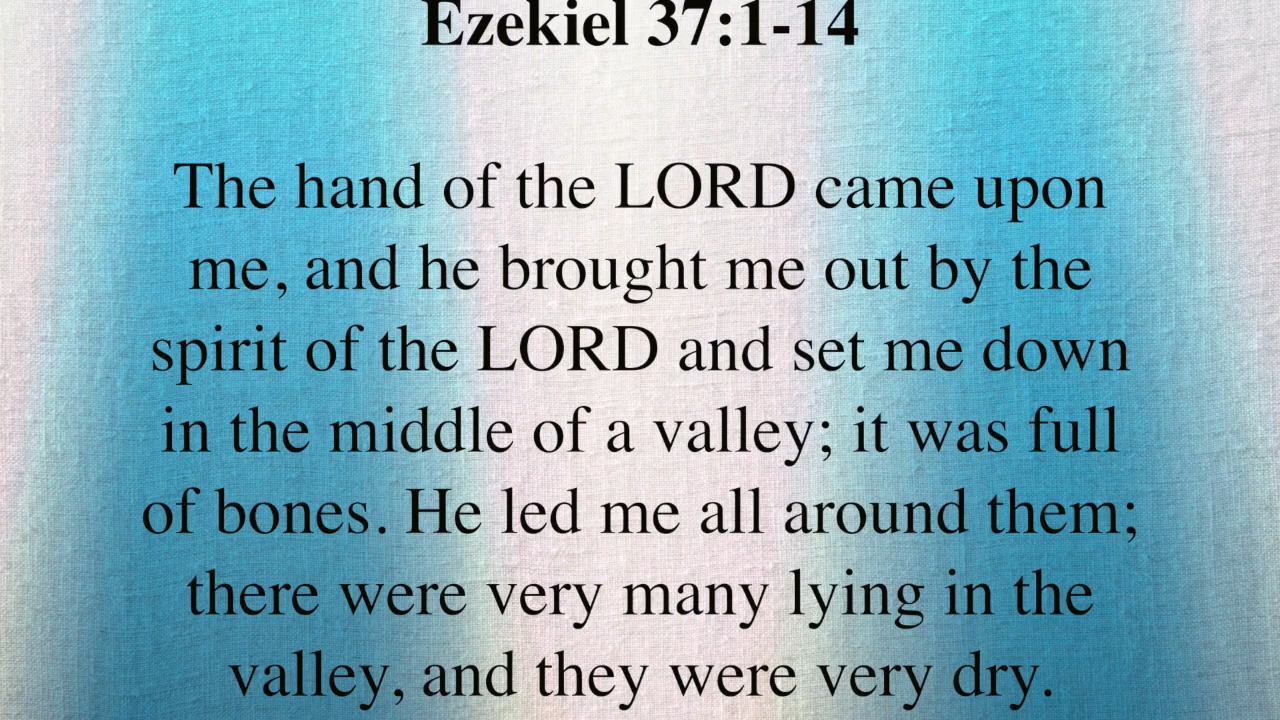 Ezekiel 37:1-14
The hand of the LORD came upon
me, and he brought me out by the
spirit of the LORD and set me down
in the middle of a valley; it was full
of bones. He led me all around them;
there were very many lying in the
valley, and they were very dry.